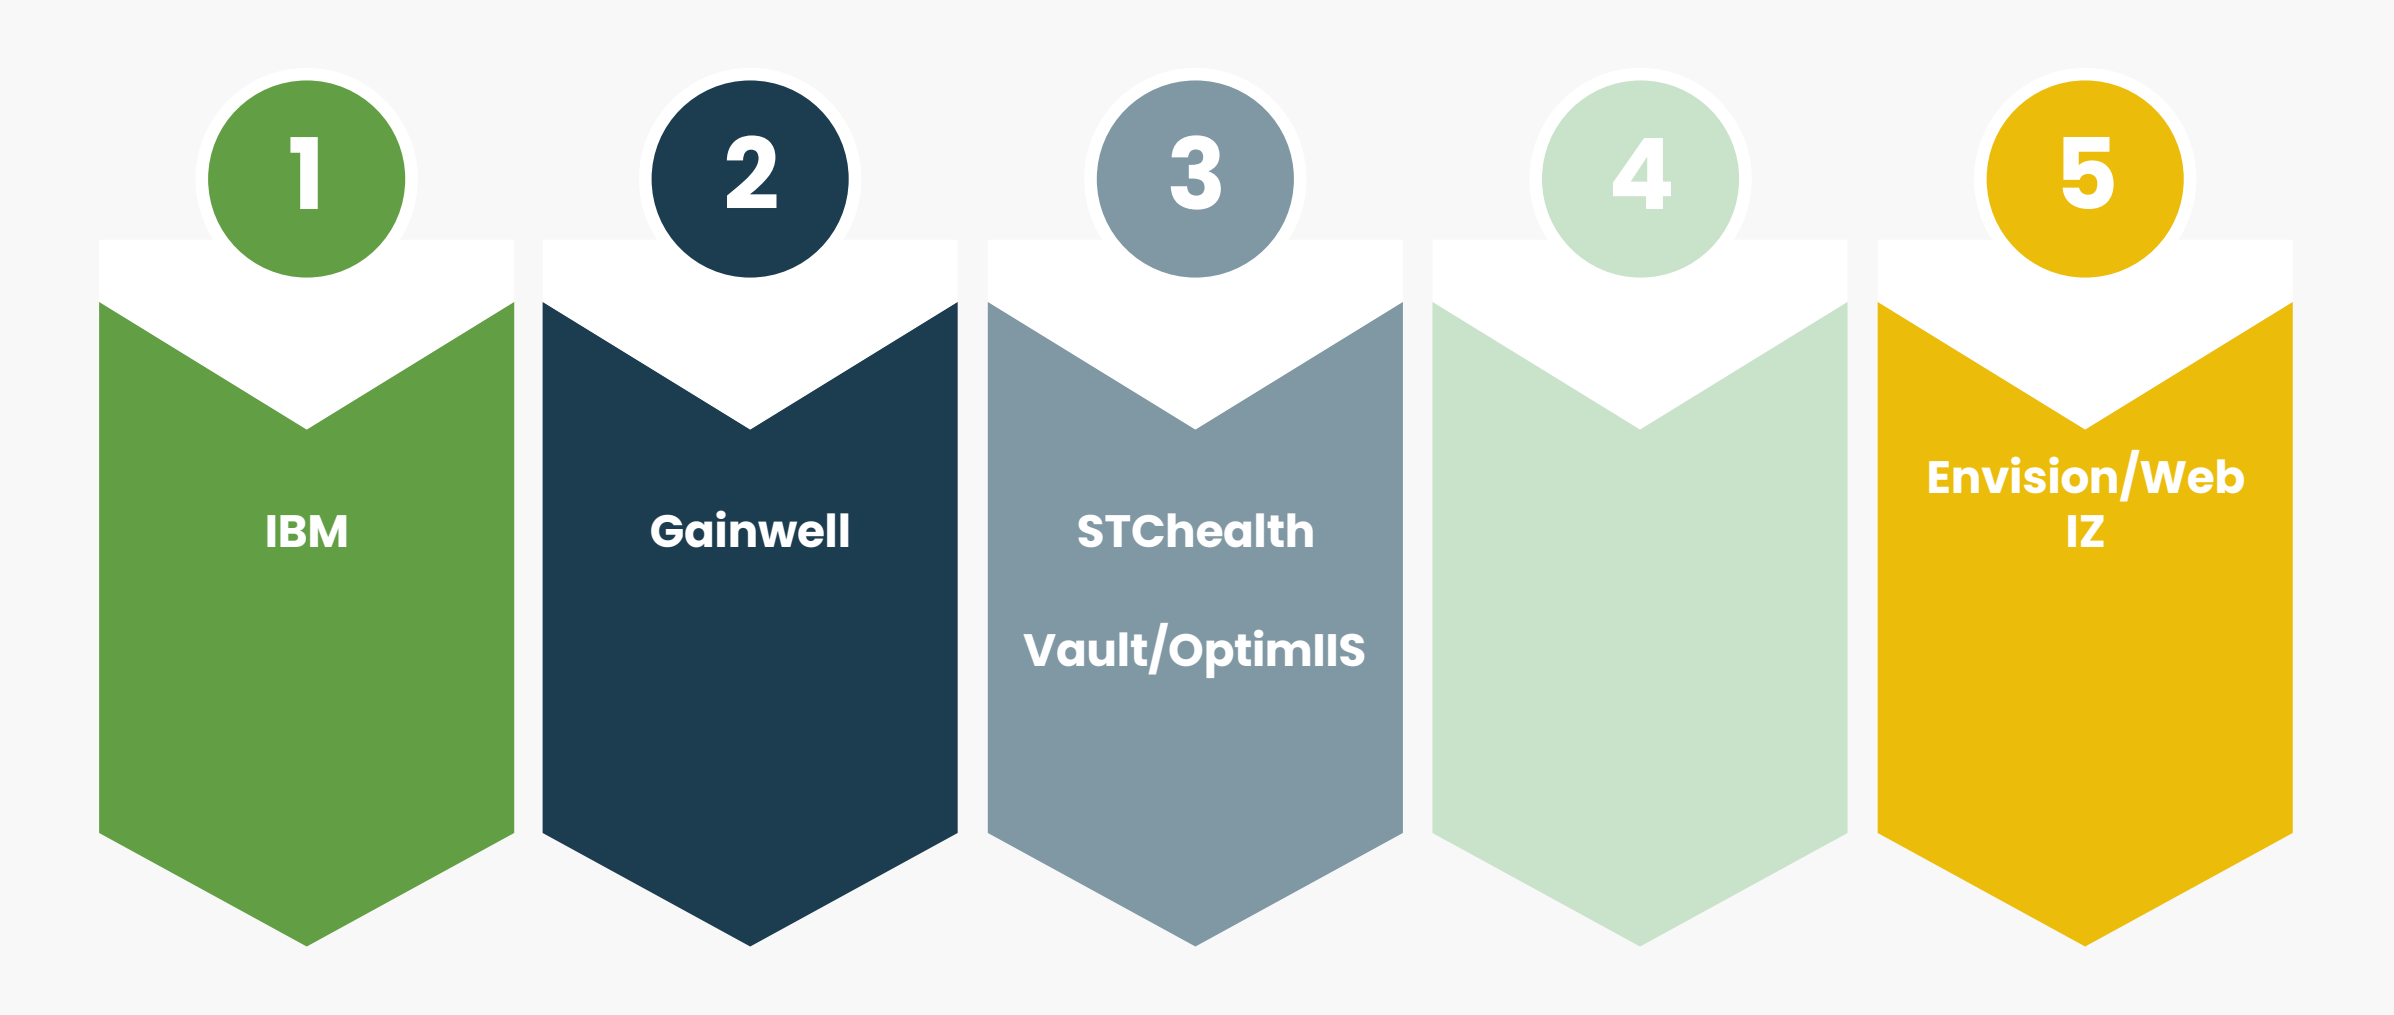 1
IBM
2
Gainwell
3
STChealth
Vault/OptimIIS
4
5
Envision/Web
IZ